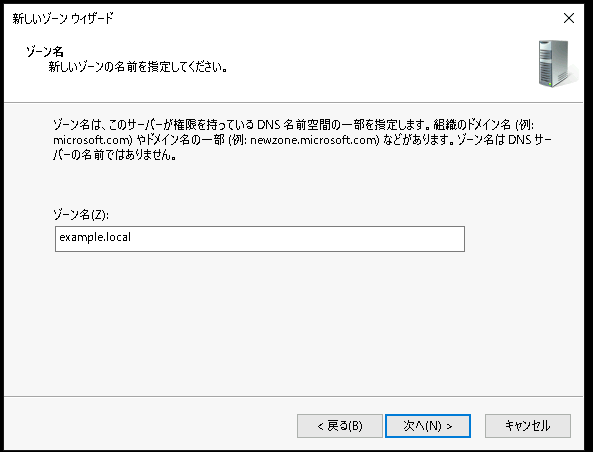 新しいゾーン ウィザード
ゾーン名
新しいゾーンの名前を指定してください。
ゾーン名は、このサーバーが権限を持っている DNS 名前空間の一部を指定します。組織のドメイン名 (例:
microsoft.com) やドメイン名の一部 (例: newzone.microsoft.com) などがあります。ゾーン名は DNS サー
バーの名前ではありません。
ゾーン名(Z):
example.local
< 戻る(B)
次へ(N) >
キャンセル